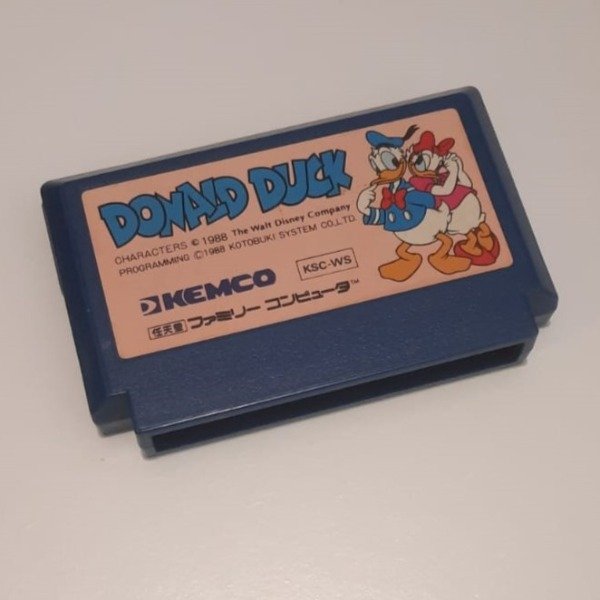 DONALD DUCK
CHARACTERS © 1988 The Walt Disney Company
PROGRAMMING ©1988 KOTOBUKI SYSTEM CO.,LTD.
KEMCO
KSC-WS
任天堂 ファミリー コンピュータ™